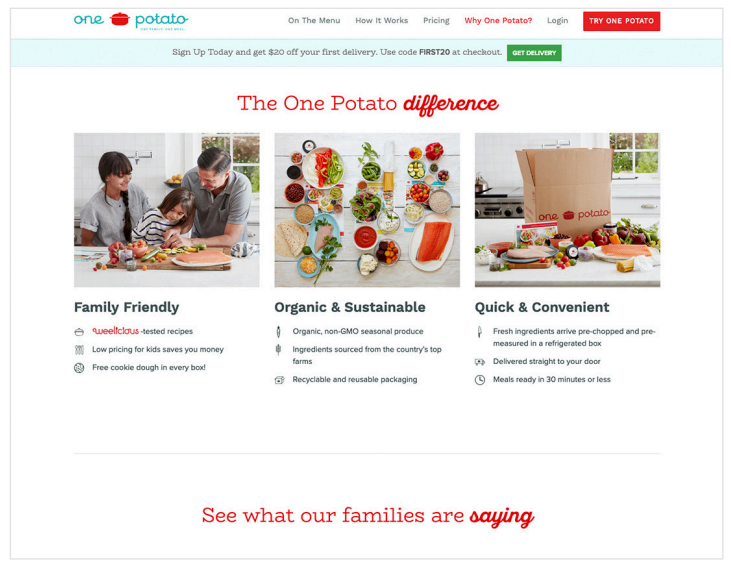 one potato
On The Menu How It Works Pricing Why One Potato? Login TRY ONE POTATO
Sign Up Today and get $20 off your first delivery. Use code FIRST20 at checkout. GET DELIVERY
The One Potato difference
one potato
Family Friendly
weelicious -tested recipes
Low pricing for kids saves you money
Free cookie dough in every box!
Organic & Sustainable
Organic, non-GMO seasonal produce
Ingredients sourced from the country's top
farms
Recyclable and reusable packaging
Quick & Convenient
Fresh ingredients arrive pre-chopped and pre-
measured in a refrigerated box
Delivered straight to your door
Meals ready in 30 minutes or less
See what our families are saying